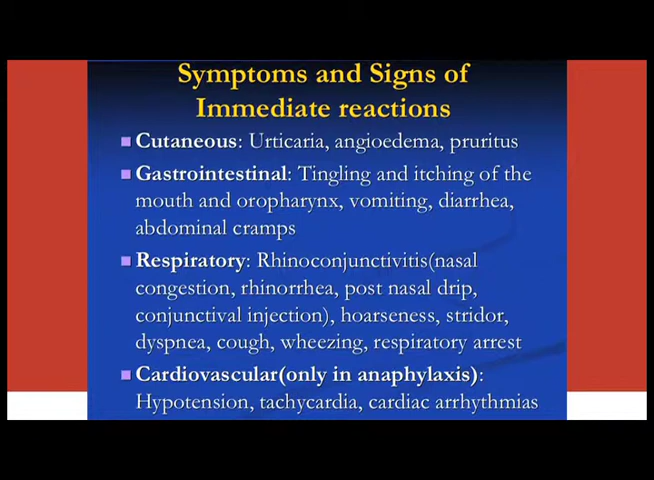 Symptoms and Signs of
Immediate reactions
Cutaneous: Urticaria, angioedema, pruritus
Gastrointestinal: Tingling and itching of the
mouth and oropharynx, vomiting, diarrhea,
abdominal cramps
Respiratory: Rhinoconjunctivitis(nasal
congestion, rhinorrhea, post nasal drip,
conjunctival injection), hoarseness, stridor,
dyspnea, cough, wheezing, respiratory arrest
Cardiovascular(only in anaphylaxis):
Hypotension, tachycardia, cardiac arrhythmias